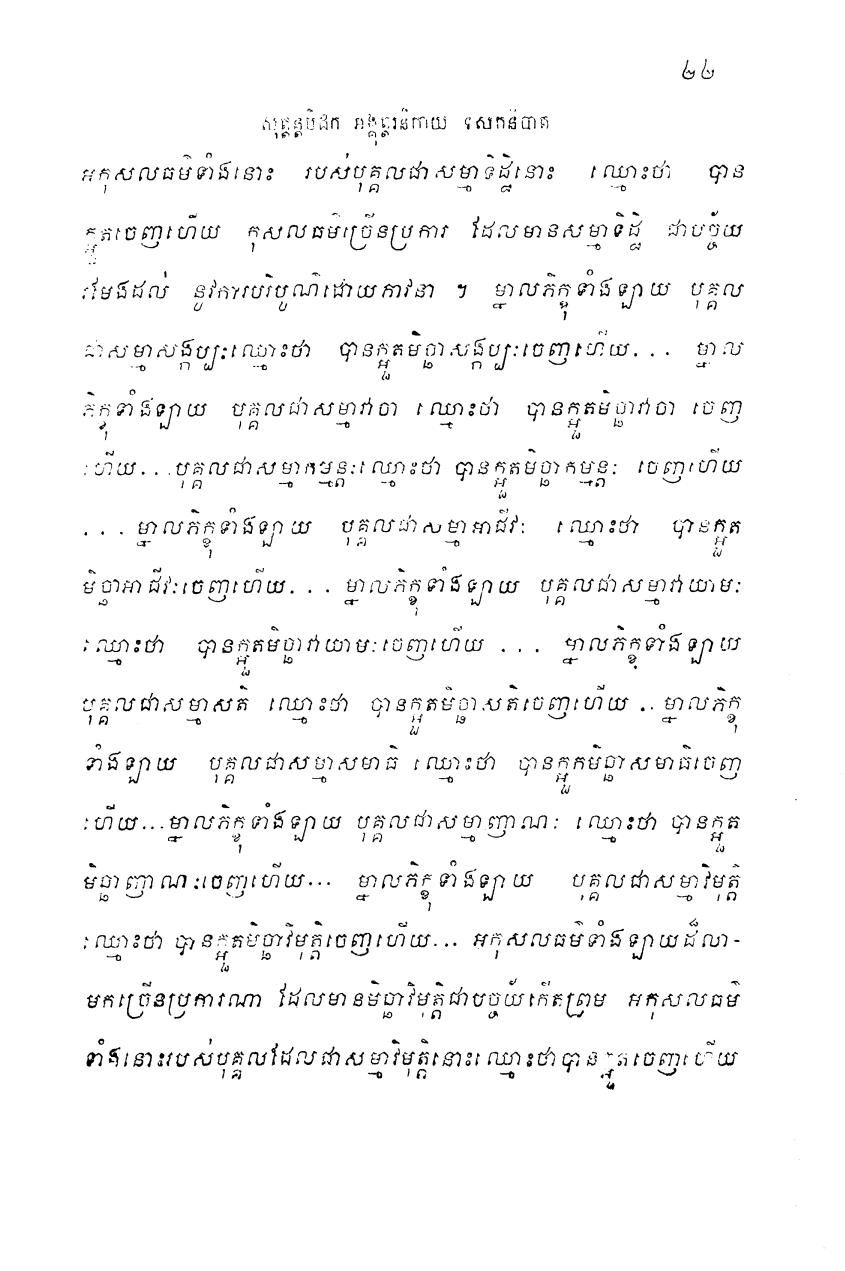 ២២
សុត្តន្តបិដក អង្គុត្តរនិកាយ ទសកនិបាត
អកុសលធម៌ទាំងនោះ របស់បុគ្គលជាសម្មាទិដ្ឋិនោះ ឈ្មោះថា បាន
ក្អួតចេញហើយ កុសលធម៌ច្រើនប្រការ ដែលមានសម្មាទិដ្ឋិ ជាបច្ច័យ
រមែងដល់ នូវការបរិបូណ៌ដោយភាវនា ។ ម្នាលភិក្ខុទាំងឡាយ បុគ្គល
ជាសម្មាសង្កប្បៈឈ្មោះថា បានក្អួតមិច្ឆាសង្កប្បៈចេញហើយ... ម្នាល
ភិក្ខុទាំងឡាយ បុគ្គលជាសម្មាវាចា ឈ្មោះថា បានក្អួតមិច្ឆាវាចា ចេញ
ហើយ...បុគ្គលជាសម្មាកម្មន្តៈឈ្មោះថា បានក្អួតមិច្ឆាកម្មន្តៈ ចេញហើយ
...ម្នាលភិក្ខុទាំងឡាយ បុគ្គលជាសម្មាអាជីវៈ ឈ្មោះថា បានក្អួត
មិច្ឆាអាជីវៈចេញហើយ... ម្នាលភិក្ខុទាំងឡាយ បុគ្គលជាសម្មាវាយាមៈ
ឈ្មោះថា បានក្អួតមិច្ឆាវាយាមៈចេញហើយ ... ម្នាលភិក្ខុទាំងឡាយ
បុគ្គលជាសម្មាសតិ ឈ្មោះថា បានក្អួតមិច្ឆាសតិចេញហើយ ..ម្នាលភិក្ខុ
ទាំងឡាយ បុគ្គលជាសម្មាសមាធិ ឈ្មោះថា បានក្អួតមិច្ឆាសមាធិចេញ
ហើយ...ម្នាលភិក្ខុទាំងឡាយ បុគ្គលជាសម្មាញាណៈ ឈ្មោះថា បានក្អួត
មិច្ឆាញាណៈចេញហើយ... ម្នាលភិក្ខុទាំងឡាយ បុគ្គលជាសម្មាវិមុត្តិ
ឈ្មោះថា បានក្អួតមិច្ឆាវិមុត្តិចេញហើយ... អកុសលធម៌ទាំងឡាយដ៏លា-
មកច្រើនប្រការណា ដែលមានមិច្ឆាវិមុត្តិជាបច្ច័យកើតព្រម អកុសលធម៌
ទាំងនោះរបស់បុគ្គលដែលជាសម្មាវិមុត្តិនោះឈ្មោះថាបានក្អួតចេញហើយ